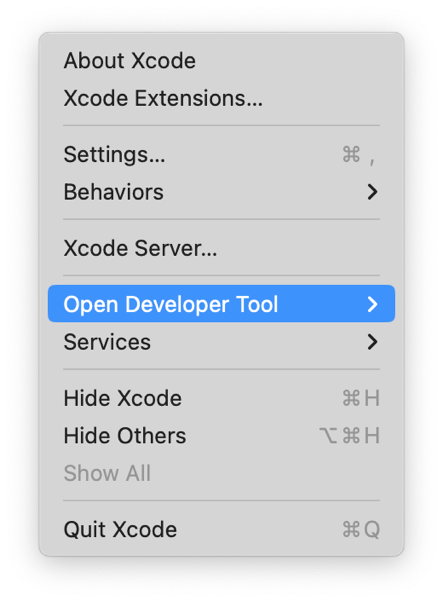 About Xcode
Xcode Extensions...
Settings... ⌘ ,
Behaviors
Xcode Server...
Open Developer Tool
Services
Hide Xcode ⌘H
Hide Others ⌥⌘H
Show All
Quit Xcode ⌘Q